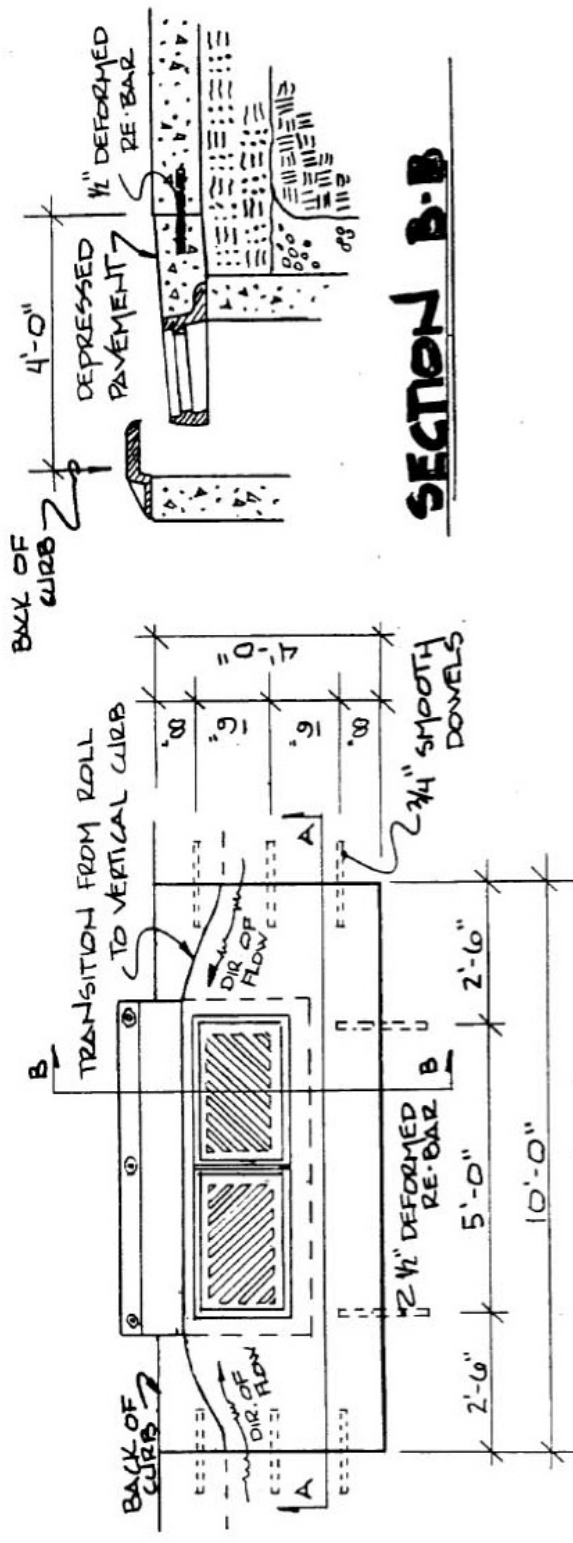 BACK OF
CURB
TRANSITION FROM ROLL
TO VERTICAL CURB
B
DIR. OF
FLOW
DIR. OF
FLOW
A
A
8"
16"
16"
8"
4'-0"
3/4" SMOOTH
DOWELS
B
2 1/2" DEFORMED
RE-BAR
2'-6"
5'-0"
2'-6"
10'-0"
BACK OF
CURB
4'-0"
DEPRESSED
PAVEMENT
1/2" DEFORMED
RE-BAR
SECTION B-B